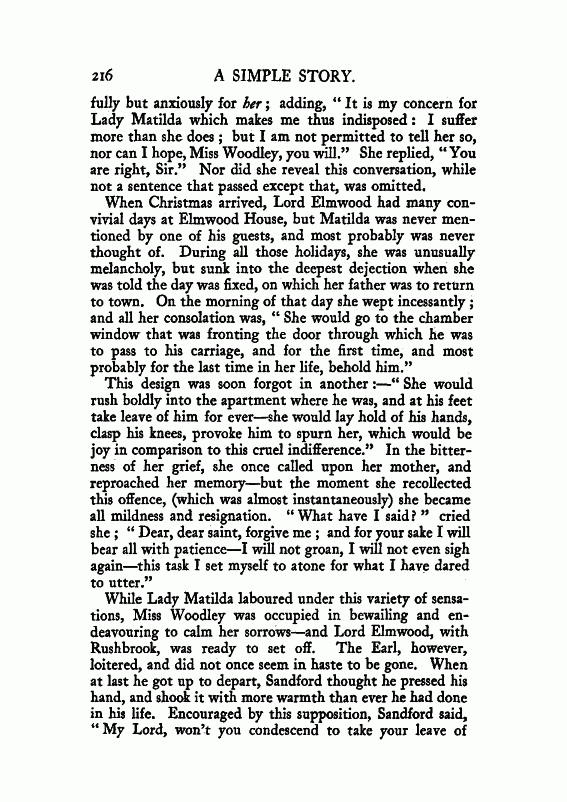 216 A SIMPLE STORY.
fully but anxiously for her; adding, “ It is my concern for
Lady Matilda which makes me thus indisposed : I suffer
more than she does ; but I am not permitted to tell her so,
nor can I hope, Miss Woodley, you will.” She replied, “ You
are right, Sir.” Nor did she reveal this conversation, while
not a sentence that passed except that, was omitted.
When Christmas arrived, Lord Elmwood had many con-
vivial days at Elmwood House, but Matilda was never men-
tioned by one of his guests, and most probably was never
thought of. During all those holidays, she was unusually
melancholy, but sunk into the deepest dejection when she
was told the day was fixed, on which her father was to return
to town. On the morning of that day she wept incessantly ;
and all her consolation was, “ She would go to the chamber
window that was fronting the door through which he was
to pass to his carriage, and for the first time, and most
probably for the last time in her life, behold him.”
This design was soon forgot in another :—“ She would
rush boldly into the apartment where he was, and at his feet
take leave of him for ever—she would lay hold of his hands,
clasp his knees, provoke him to spurn her, which would be
joy in comparison to this cruel indifference.” In the bitter-
ness of her grief, she once called upon her mother, and
reproached her memory—but the moment she recollected
this offence, (which was almost instantaneously) she became
all mildness and resignation. “ What have I said ? ” cried
she ; “ Dear, dear saint, forgive me ; and for your sake I will
bear all with patience—I will not groan, I will not even sigh
again—this task I set myself to atone for what I have dared
to utter.”
While Lady Matilda laboured under this variety of sensa-
tions, Miss Woodley was occupied in bewailing and en-
deavouring to calm her sorrows—and Lord Elmwood, with
Rushbrook, was ready to set off. The Earl, however,
loitered, and did not once seem in haste to be gone. When
at last he got up to depart, Sandford thought he pressed his
hand, and shook it with more warmth than ever he had done
in his life. Encouraged by this supposition, Sandford said,
“ My Lord, won’t you condescend to take your leave of